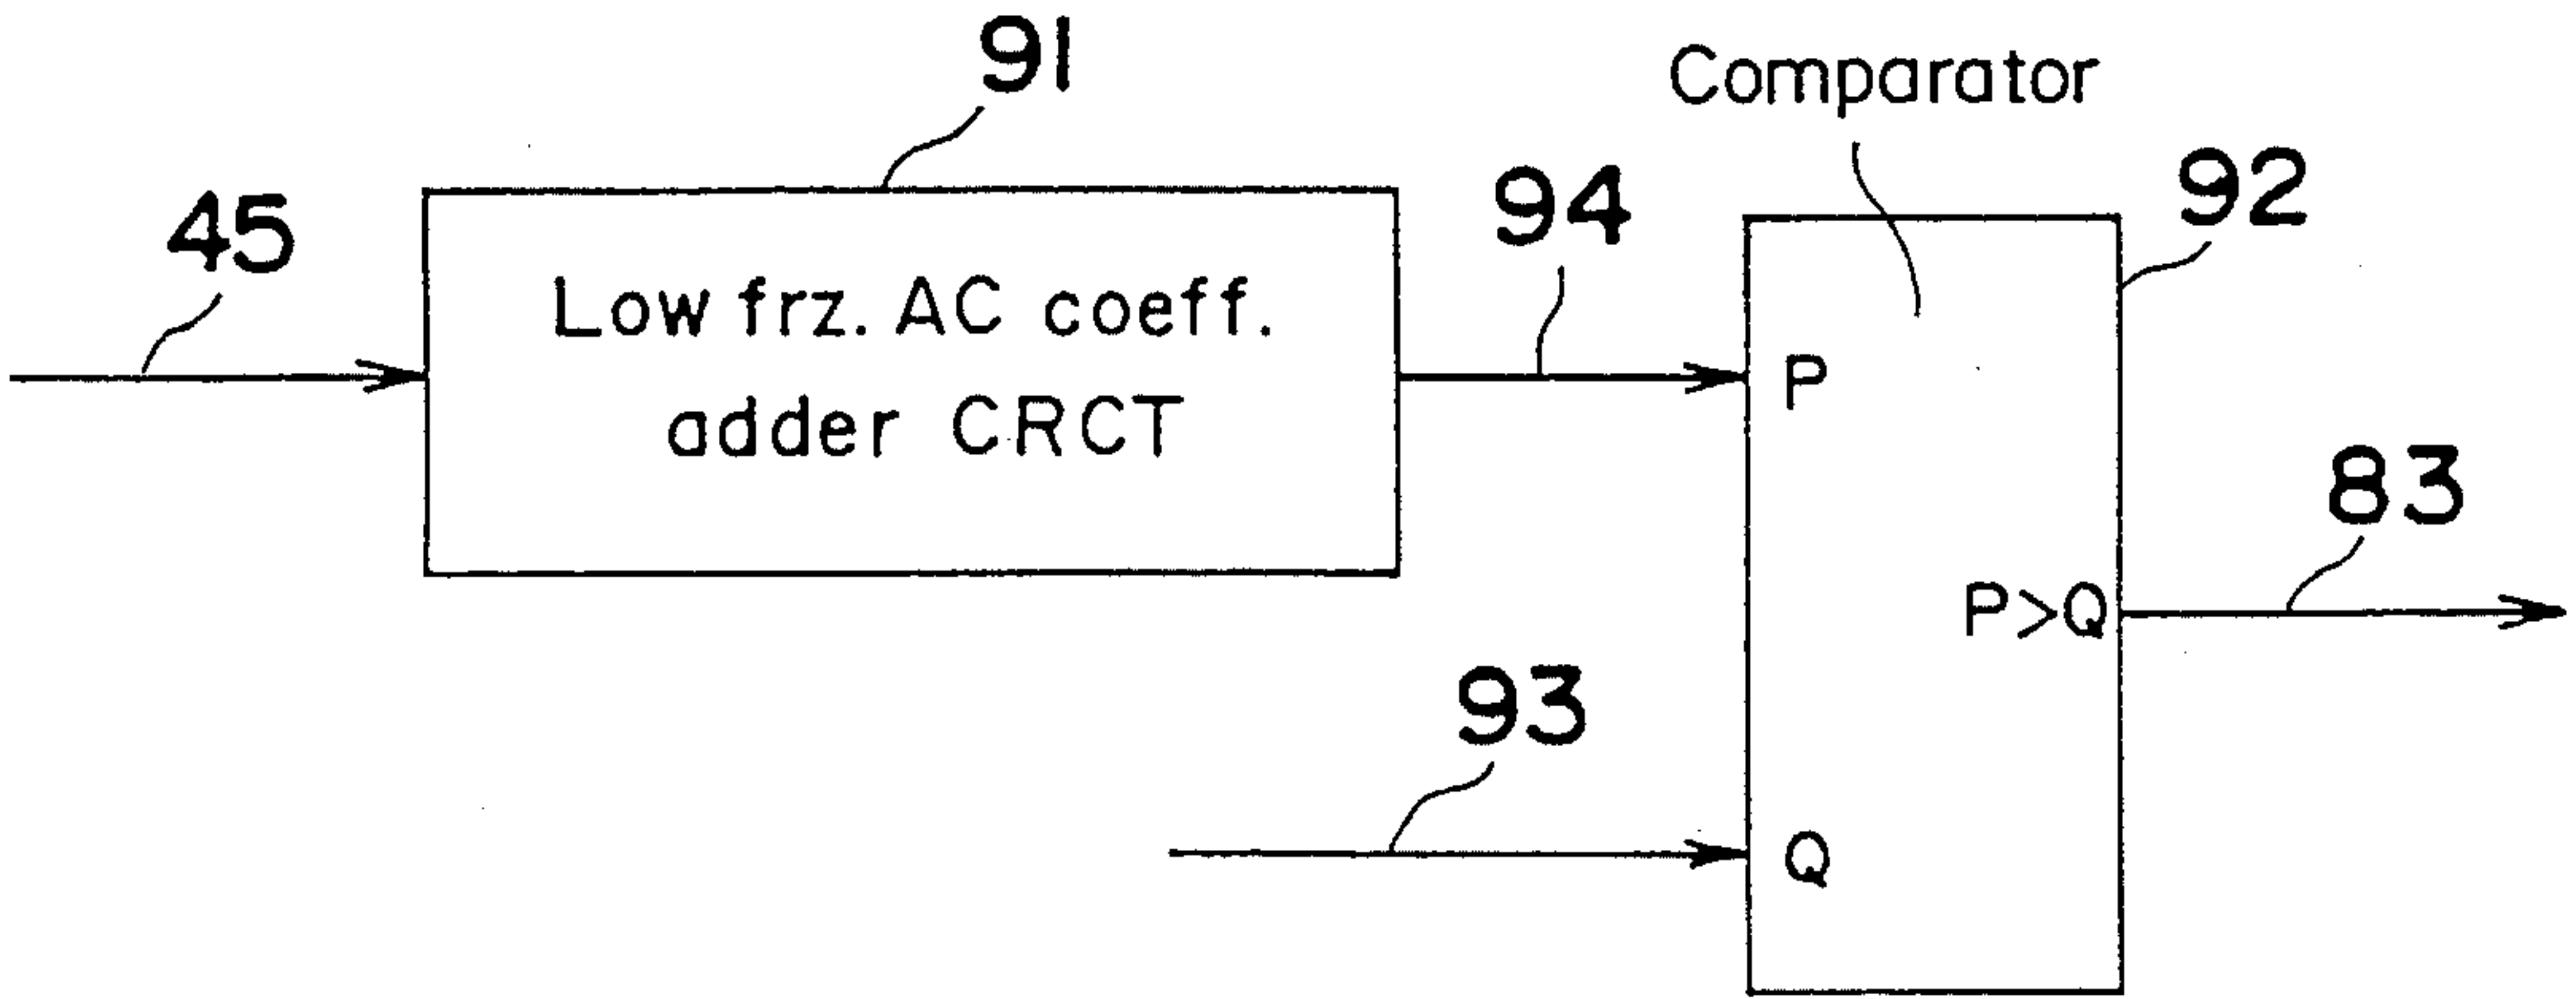 91
Comparator
45
94
92
Low frz. AC coeff.
adder CRCT
P
83
P>Q
93
Q